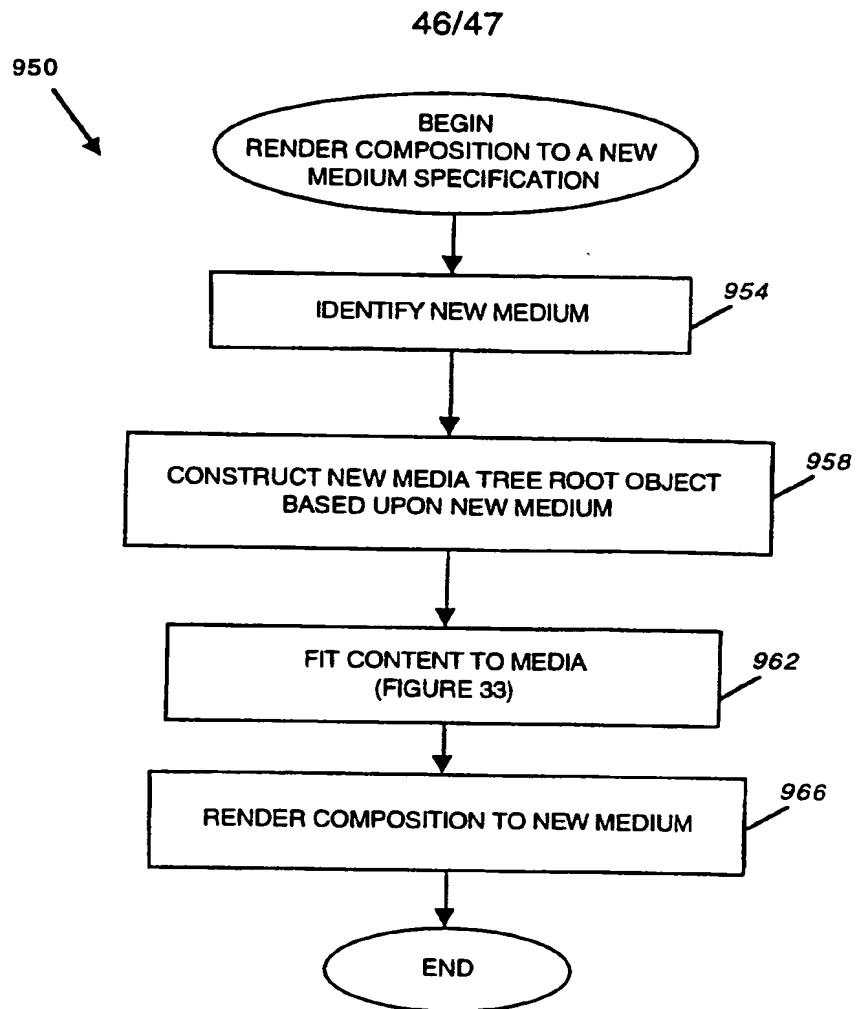 46/47
950
BEGIN
RENDER COMPOSITION TO A NEW
MEDIUM SPECIFICATION
IDENTIFY NEW MEDIUM
954
CONSTRUCT NEW MEDIA TREE ROOT OBJECT
BASED UPON NEW MEDIUM
958
FIT CONTENT TO MEDIA
(FIGURE 33)
962
RENDER COMPOSITION TO NEW MEDIUM
966
END